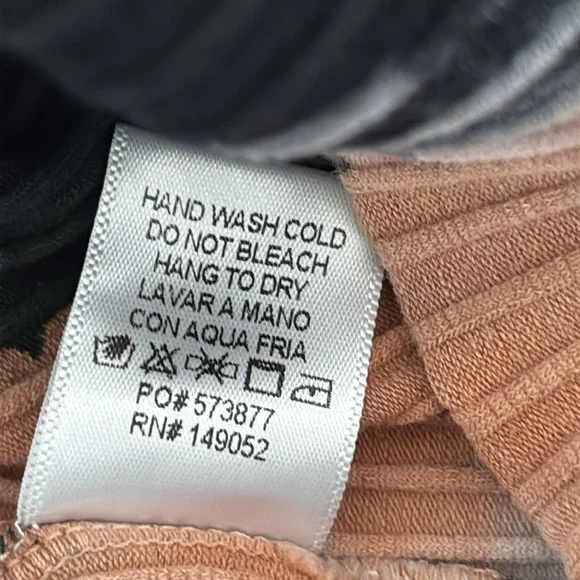 HAND WASH COLD
DO NOT BLEACH
HANG TO DRY
LAVAR A MANO
CON AQUA FRIA
PO# 573877
RN# 149052